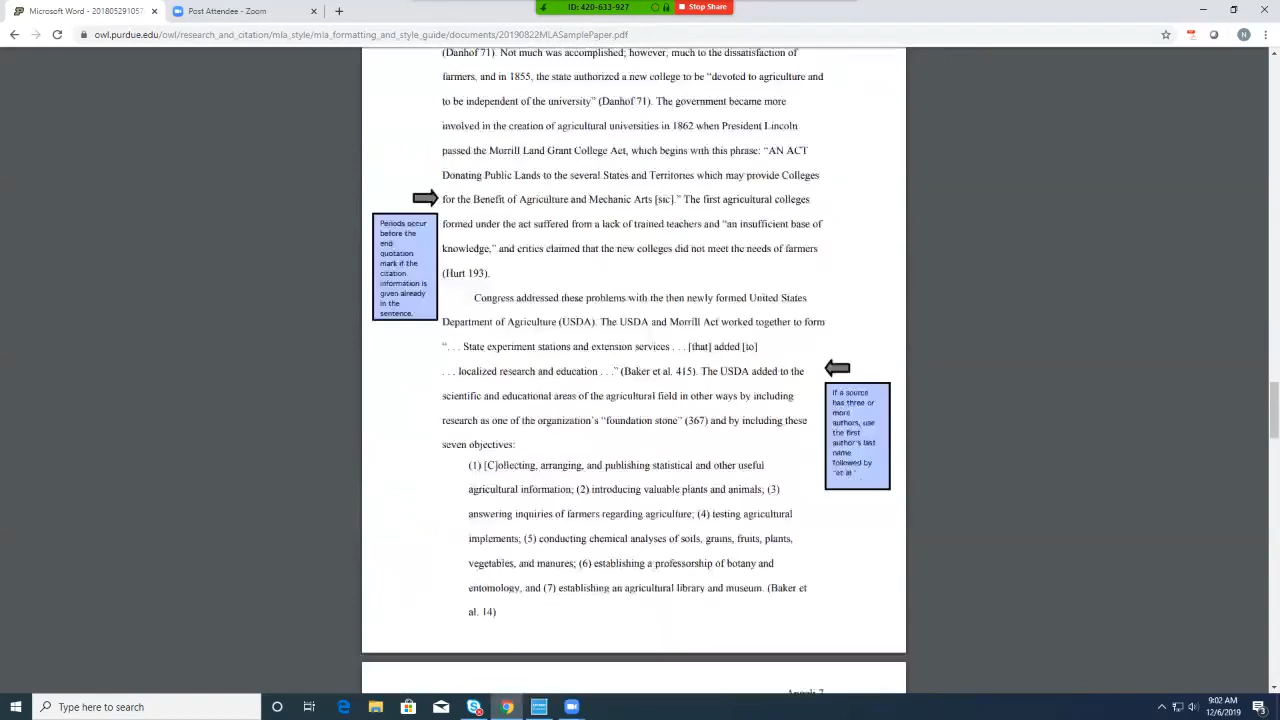 Microsoft Word - 201805291057
Post Attendee - Zoom
ID: 420-633-927
Stop Share
owl.purdue.edu/owl/research_and_citation/mla_style/mla_formatting_and_style_guide/documents/20190822MLASamplePaper.pdf
N
(Danhof 71). Not much was accomplished; however, much to the dissatisfaction of
farmers, and in 1855, the state authorized a new college to be “devoted to agriculture and
to be independent of the university” (Danhof 71). The government became more
involved in the creation of agricultural universities in 1862 when President Lincoln
passed the Morrill Land Grant College Act, which begins with this phrase: “AN ACT
Donating Public Lands to the several States and Territories which may provide Colleges
for the Benefit of Agriculture and Mechanic Arts [sic].” The first agricultural colleges
formed under the act suffered from a lack of trained teachers and “an insufficient base of
knowledge,” and critics claimed that the new colleges did not meet the needs of farmers
(Hurt 193).
Periods occur
before the
end
quotation
mark if the
citation
information is
given already
in the
sentence.
Congress addressed these problems with the then newly formed United States
Department of Agriculture (USDA). The USDA and Morrill Act worked together to form
“. . . State experiment stations and extension services . . . [that] added [to]
. . . localized research and education . . .” (Baker et al. 415). The USDA added to the
scientific and educational areas of the agricultural field in other ways by including
research as one of the organization’s “foundation stone” (367) and by including these
seven objectives:
If a source
has three or
more
authors, use
the first
author’s last
name
followed by
“et al.”
(1) [C]ollecting, arranging, and publishing statistical and other useful
agricultural information; (2) introducing valuable plants and animals; (3)
answering inquiries of farmers regarding agriculture; (4) testing agricultural
implements; (5) conducting chemical analyses of soils, grains, fruits, plants,
vegetables, and manures; (6) establishing a professorship of botany and
entomology, and (7) establishing an agricultural library and museum. (Baker et
al. 14)
Angeli 7
Type here to search
9:02 AM
12/6/2019